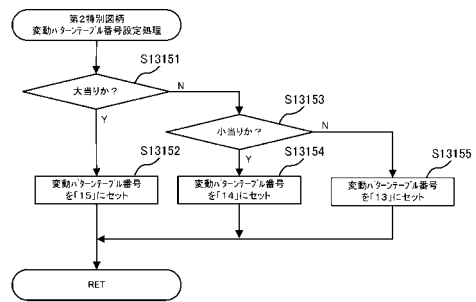 第2特別図柄
変動パターンテーブル番号設定処理
S13151
大当りか？
N
Y
S13153
小当りか？
N
Y
S13152
S13154
S13155
変動パターンテーブル番号
を「15」にセット
変動パターンテーブル番号
を「14」にセット
変動パターンテーブル番号
を「13」にセット
RET